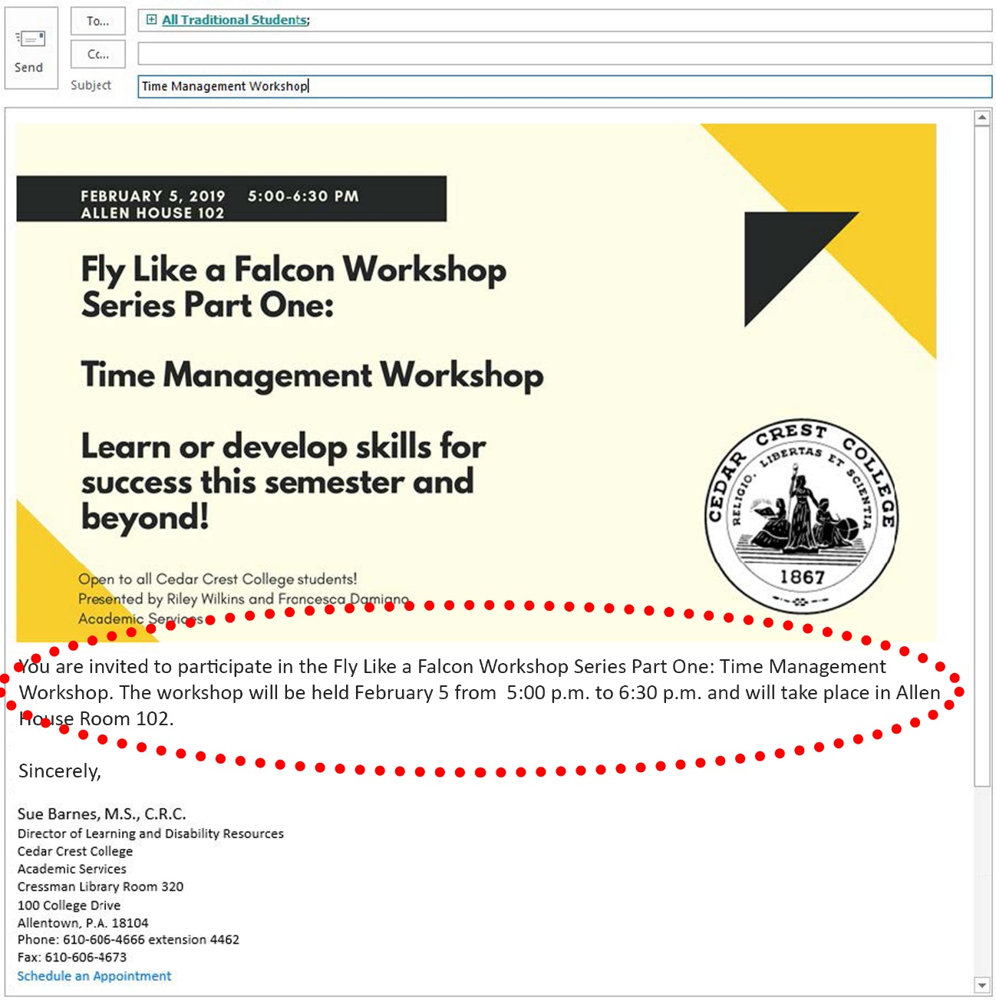 To...
All Traditional Students;
Cc...
Send
Subject
Time Management Workshop
FEBRUARY 5, 2019 5:00-6:30 PM
ALLEN HOUSE 102
Fly Like a Falcon Workshop
Series Part One:
Time Management Workshop
Learn or develop skills for
success this semester and
beyond!
CEDAR CREST COLLEGE
RELIGIO, LIBERTAS ET SCIENTIA
1867
Open to all Cedar Crest College students!
Presented by Riley Wilkins and Francesca Damiano
Academic Services
You are invited to participate in the Fly Like a Falcon Workshop Series Part One: Time Management
Workshop. The workshop will be held February 5 from  5:00 p.m. to 6:30 p.m. and will take place in Allen
House Room 102.
Sincerely,
Sue Barnes, M.S., C.R.C.
Director of Learning and Disability Resources
Cedar Crest College
Academic Services
Cressman Library Room 320
100 College Drive
Allentown, P.A. 18104
Phone: 610-606-4666 extension 4462
Fax: 610-606-4673
Schedule an Appointment